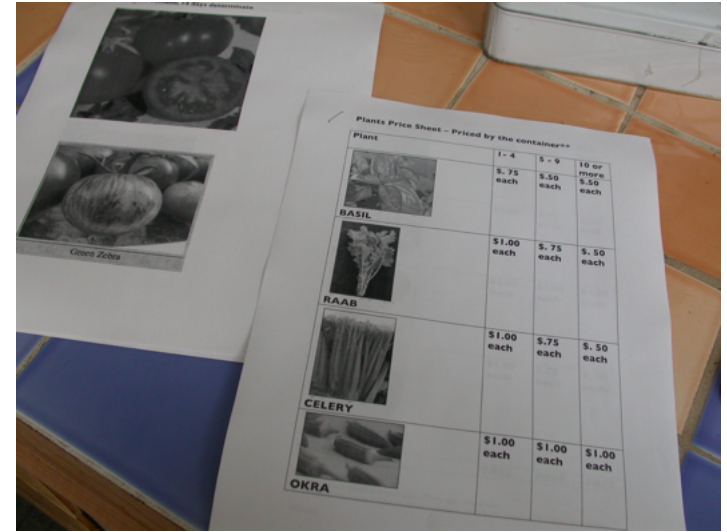 days determinate
Green Zebra
Plants Price Sheet – Priced by the container**
Plant
1 - 4
5 - 9
10 or
more
BASIL
$. 75
each
$.50
each
$.50
each
RAAB
$1.00
each
$. 75
each
$. 50
each
CELERY
$1.00
each
$.75
each
$. 50
each
OKRA
$1.00
each
$1.00
each
$1.00
each